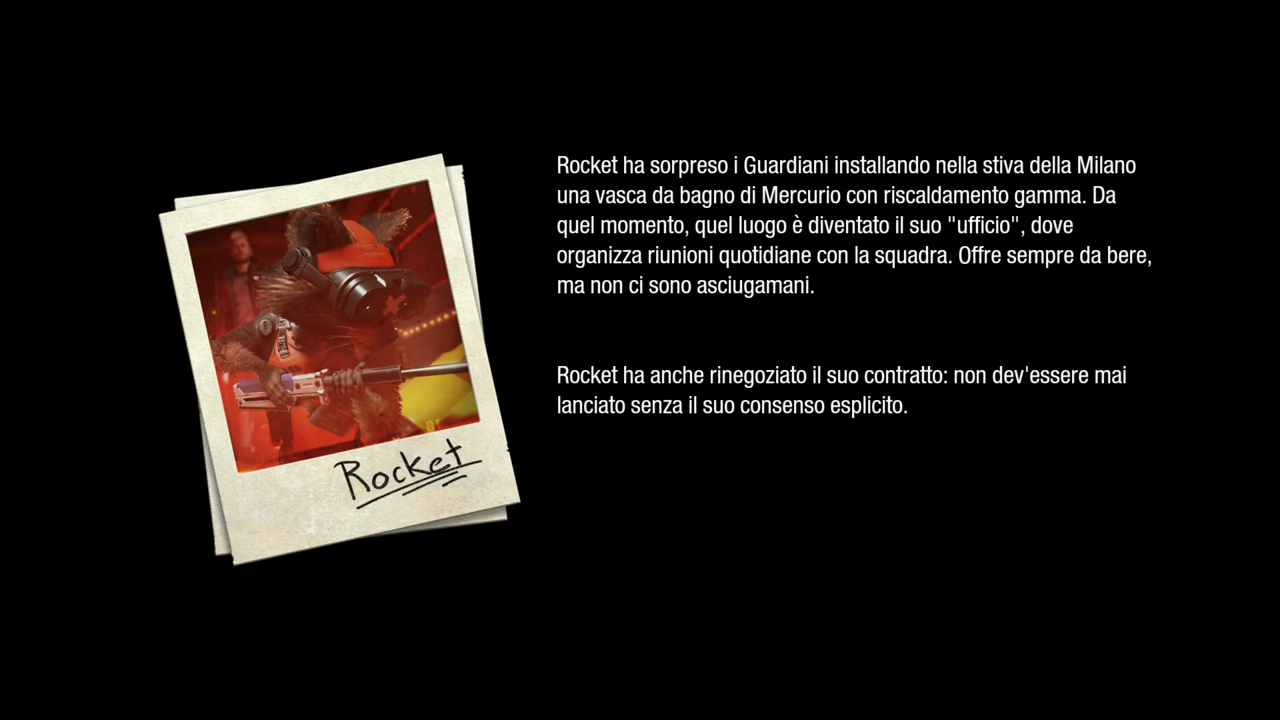 Rocket ha sorpreso i Guardiani installando nella stiva della Milano
una vasca da bagno di Mercurio con riscaldamento gamma. Da
quel momento, quel luogo è diventato il suo "ufficio", dove
organizza riunioni quotidiane con la squadra. Offre sempre da bere,
ma non ci sono asciugamani.
Rocket ha anche rinegoziato il suo contratto: non dev'essere mai
lanciato senza il suo consenso esplicito.
Rocket